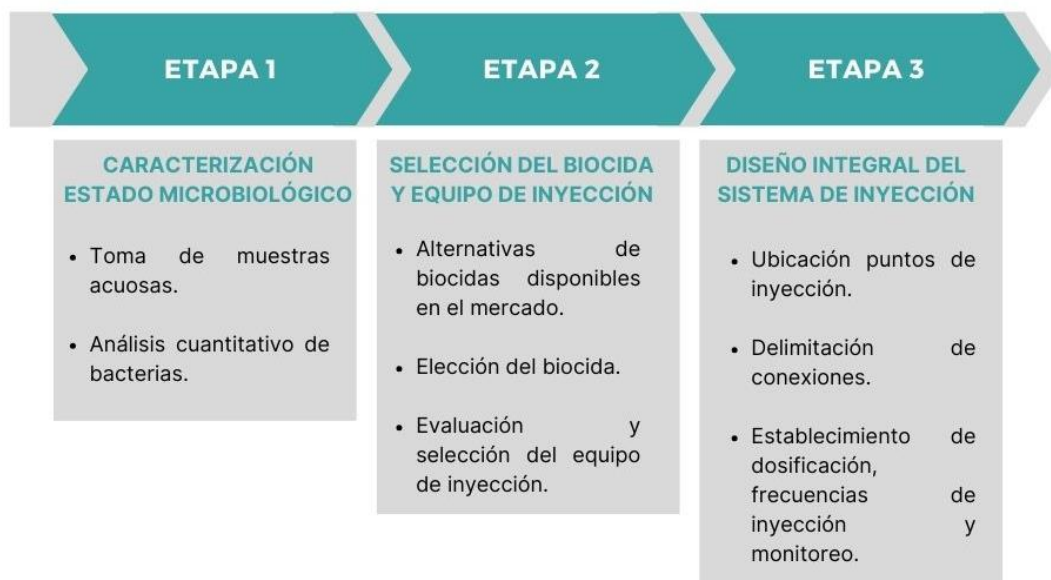 ETAPA 1
ETAPA 2
ETAPA 3
CARACTERIZACIÓN
ESTADO MICROBIOLÓGICO
• Toma de muestras
acuosas.
• Análisis cuantitativo de
bacterias.
SELECCIÓN DEL BIOCIDA
Y EQUIPO DE INYECCIÓN
• Alternativas de
biocidas disponibles
en el mercado.
• Elección del biocida.
• Evaluación y
selección del equipo
de inyección.
DISEÑO INTEGRAL DEL
SISTEMA DE INYECCIÓN
• Ubicación puntos de
inyección.
• Delimitación de
conexiones.
• Establecimiento de
dosificación,
frecuencias de
inyección y
monitoreo.